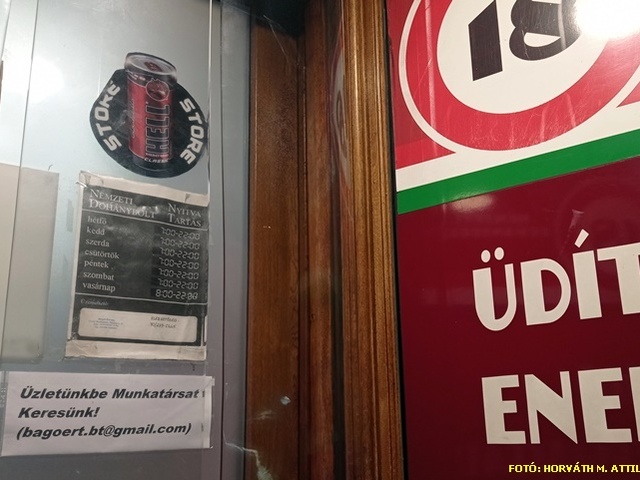 STORE
HELL
CLASSIC
STORE
NEMZETI
DOHÁNYBOLT
NYITVA
TARTÁS
hétfő 7:00-22:00
kedd 7:00-22:00
szerda 7:00-22:00
csütörtök 7:00-22:00
péntek 7:00-22:00
szombat 7:00-22:00
vasárnap 8:00-22:00
Üzletünkbe Munkatársat
Keresünk!
(bagoert.bt@gmail.com)
18
ÜDÍT
ENE
FOTÓ: HORVÁTH M. ATTIL